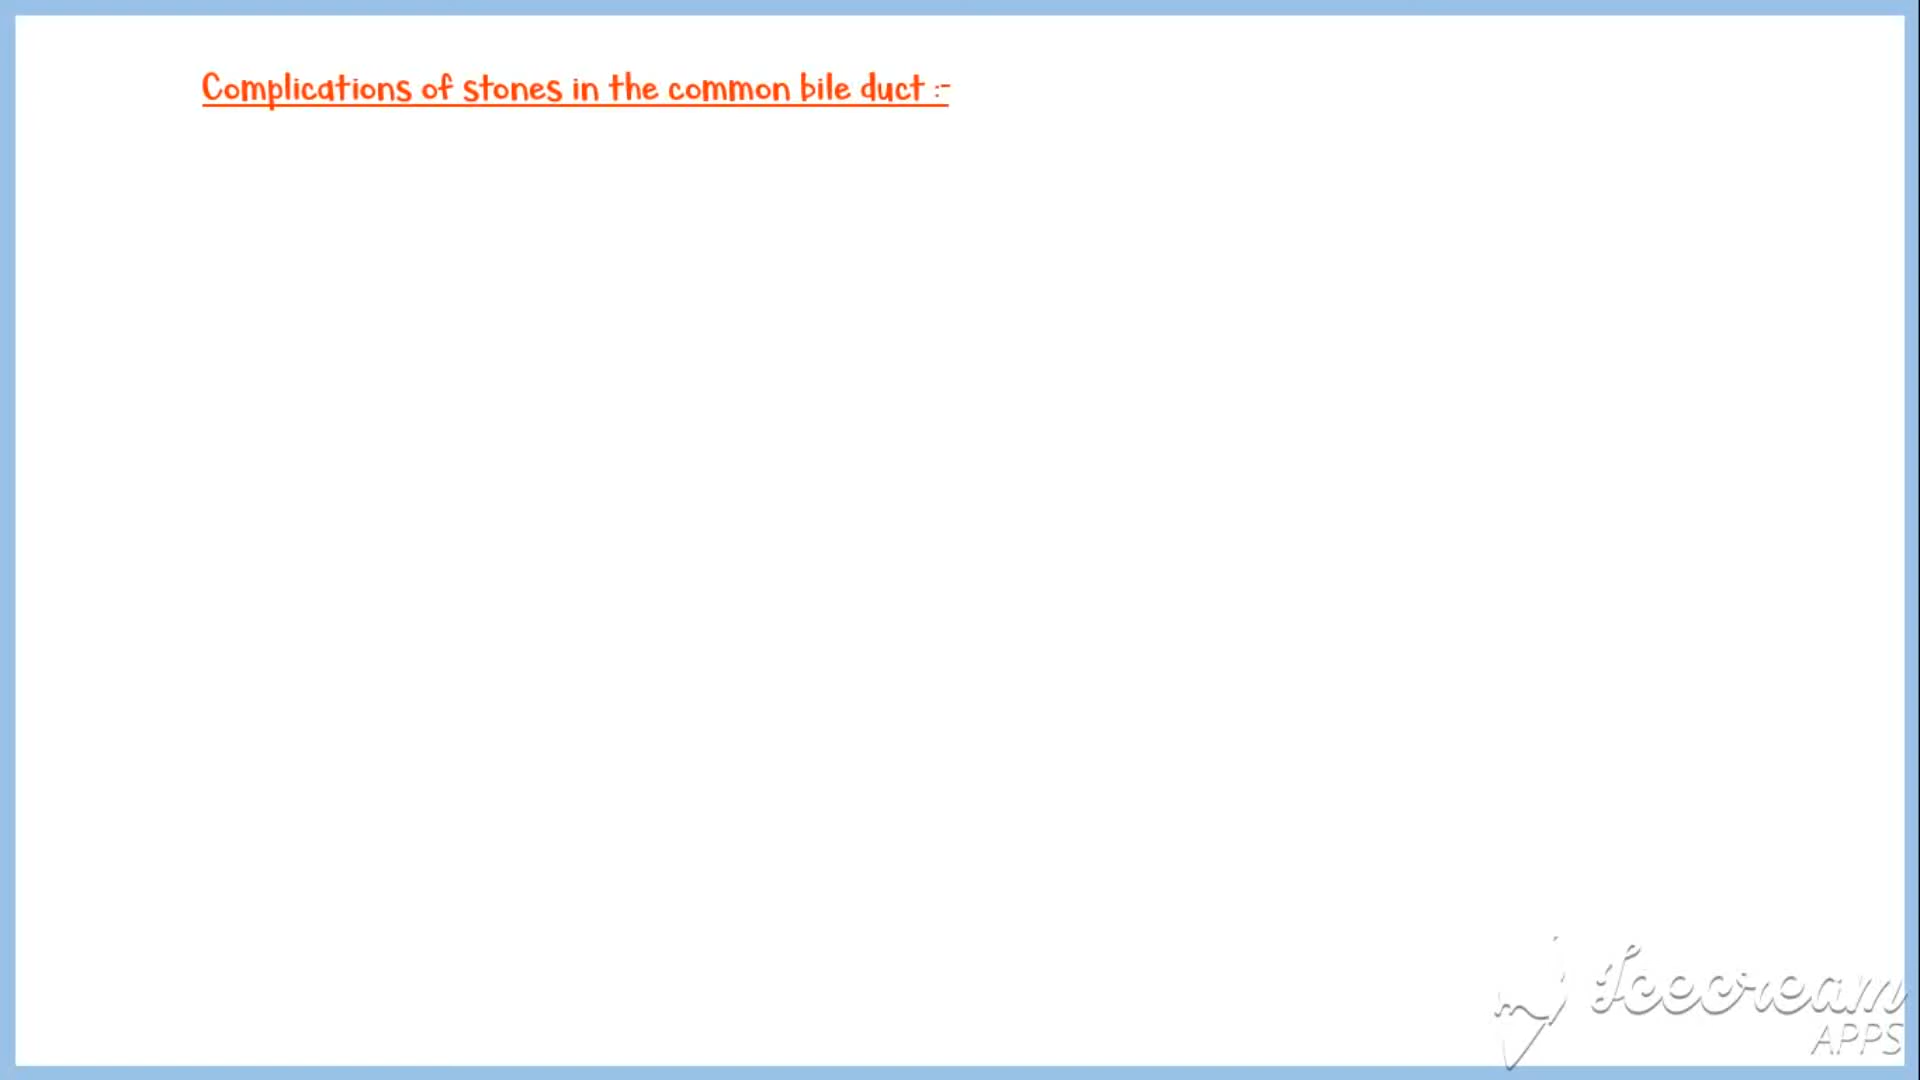 Complications of stones in the common bile duct :-
Icecream
APPS